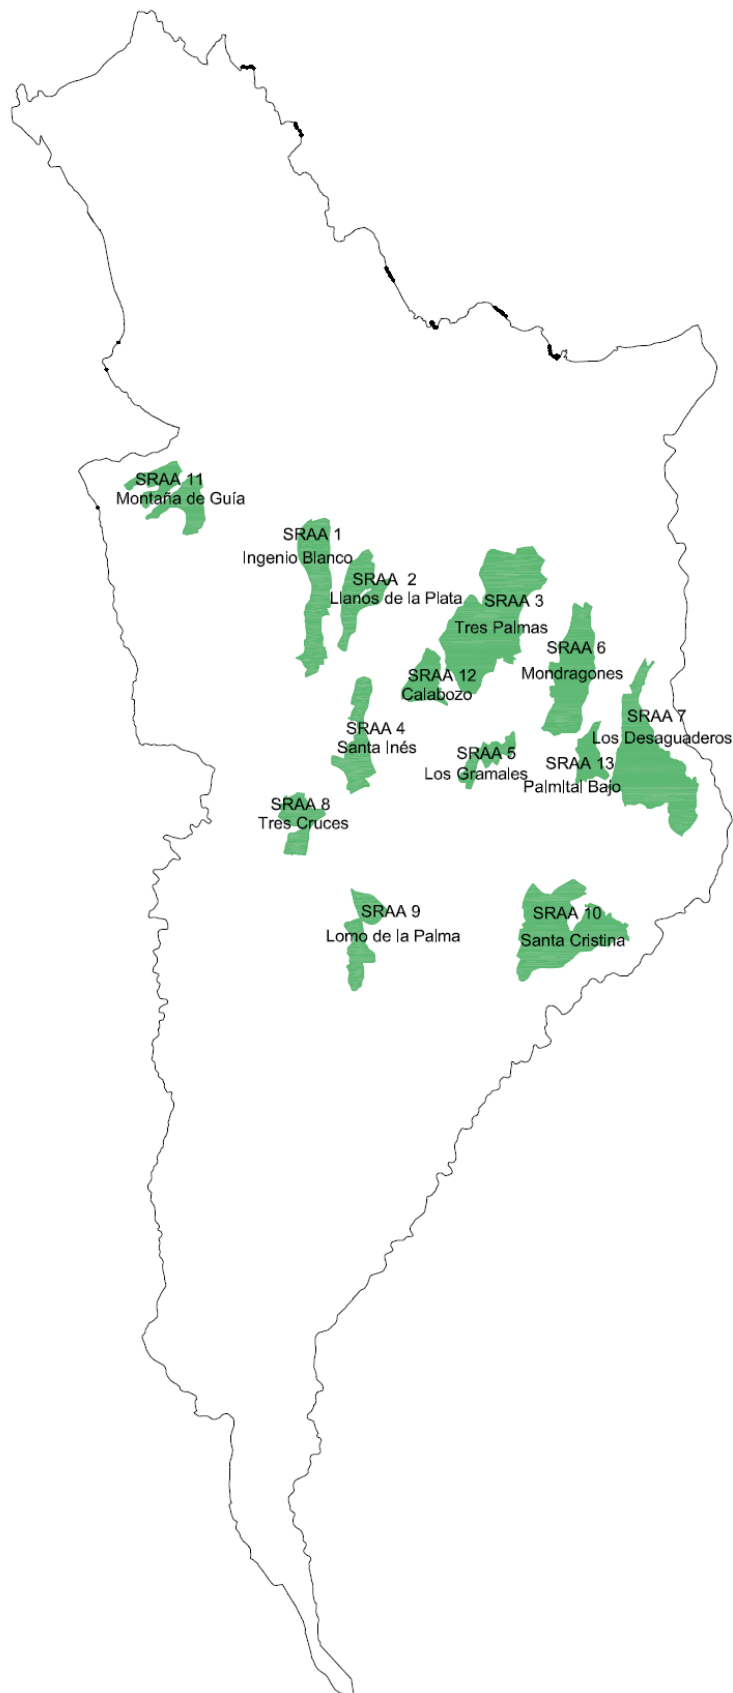 SRAA 11
Montaña de Guía
SRAA 1
Ingenio Blanco
SRAA 2
Llanos de la Plata
SRAA 3
Tres Palmas
SRAA 6
Mondragones
SRAA 12
Calabozo
SRAA 7
Los Desaguaderos
SRAA 4
Santa Inés
SRAA 5
Los Gramales
SRAA 13
Palmltal Bajo
SRAA 8
Tres Cruces
SRAA 9
Lomo de la Palma
SRAA 10
Santa Cristina